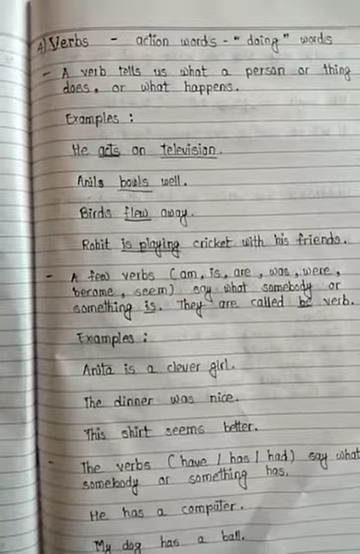 A) Verbs - action words - "doing" words
- A verb tells us what a person or thing
does, or what happens.
Examples :
He acts on television.
Anila bowls well.
Birds flew away.
Rohit is playing cricket with his friends.
- A few verbs (am, is, are, was, were,
become, seem) say what somebody or
something is. They are called be verb.
Examples :
Anita is a clever girl.
The dinner was nice.
This shirt seems better.
- The verbs (have / has / had) say what
somebody or something has.
He has a computer.
My dog has a ball.